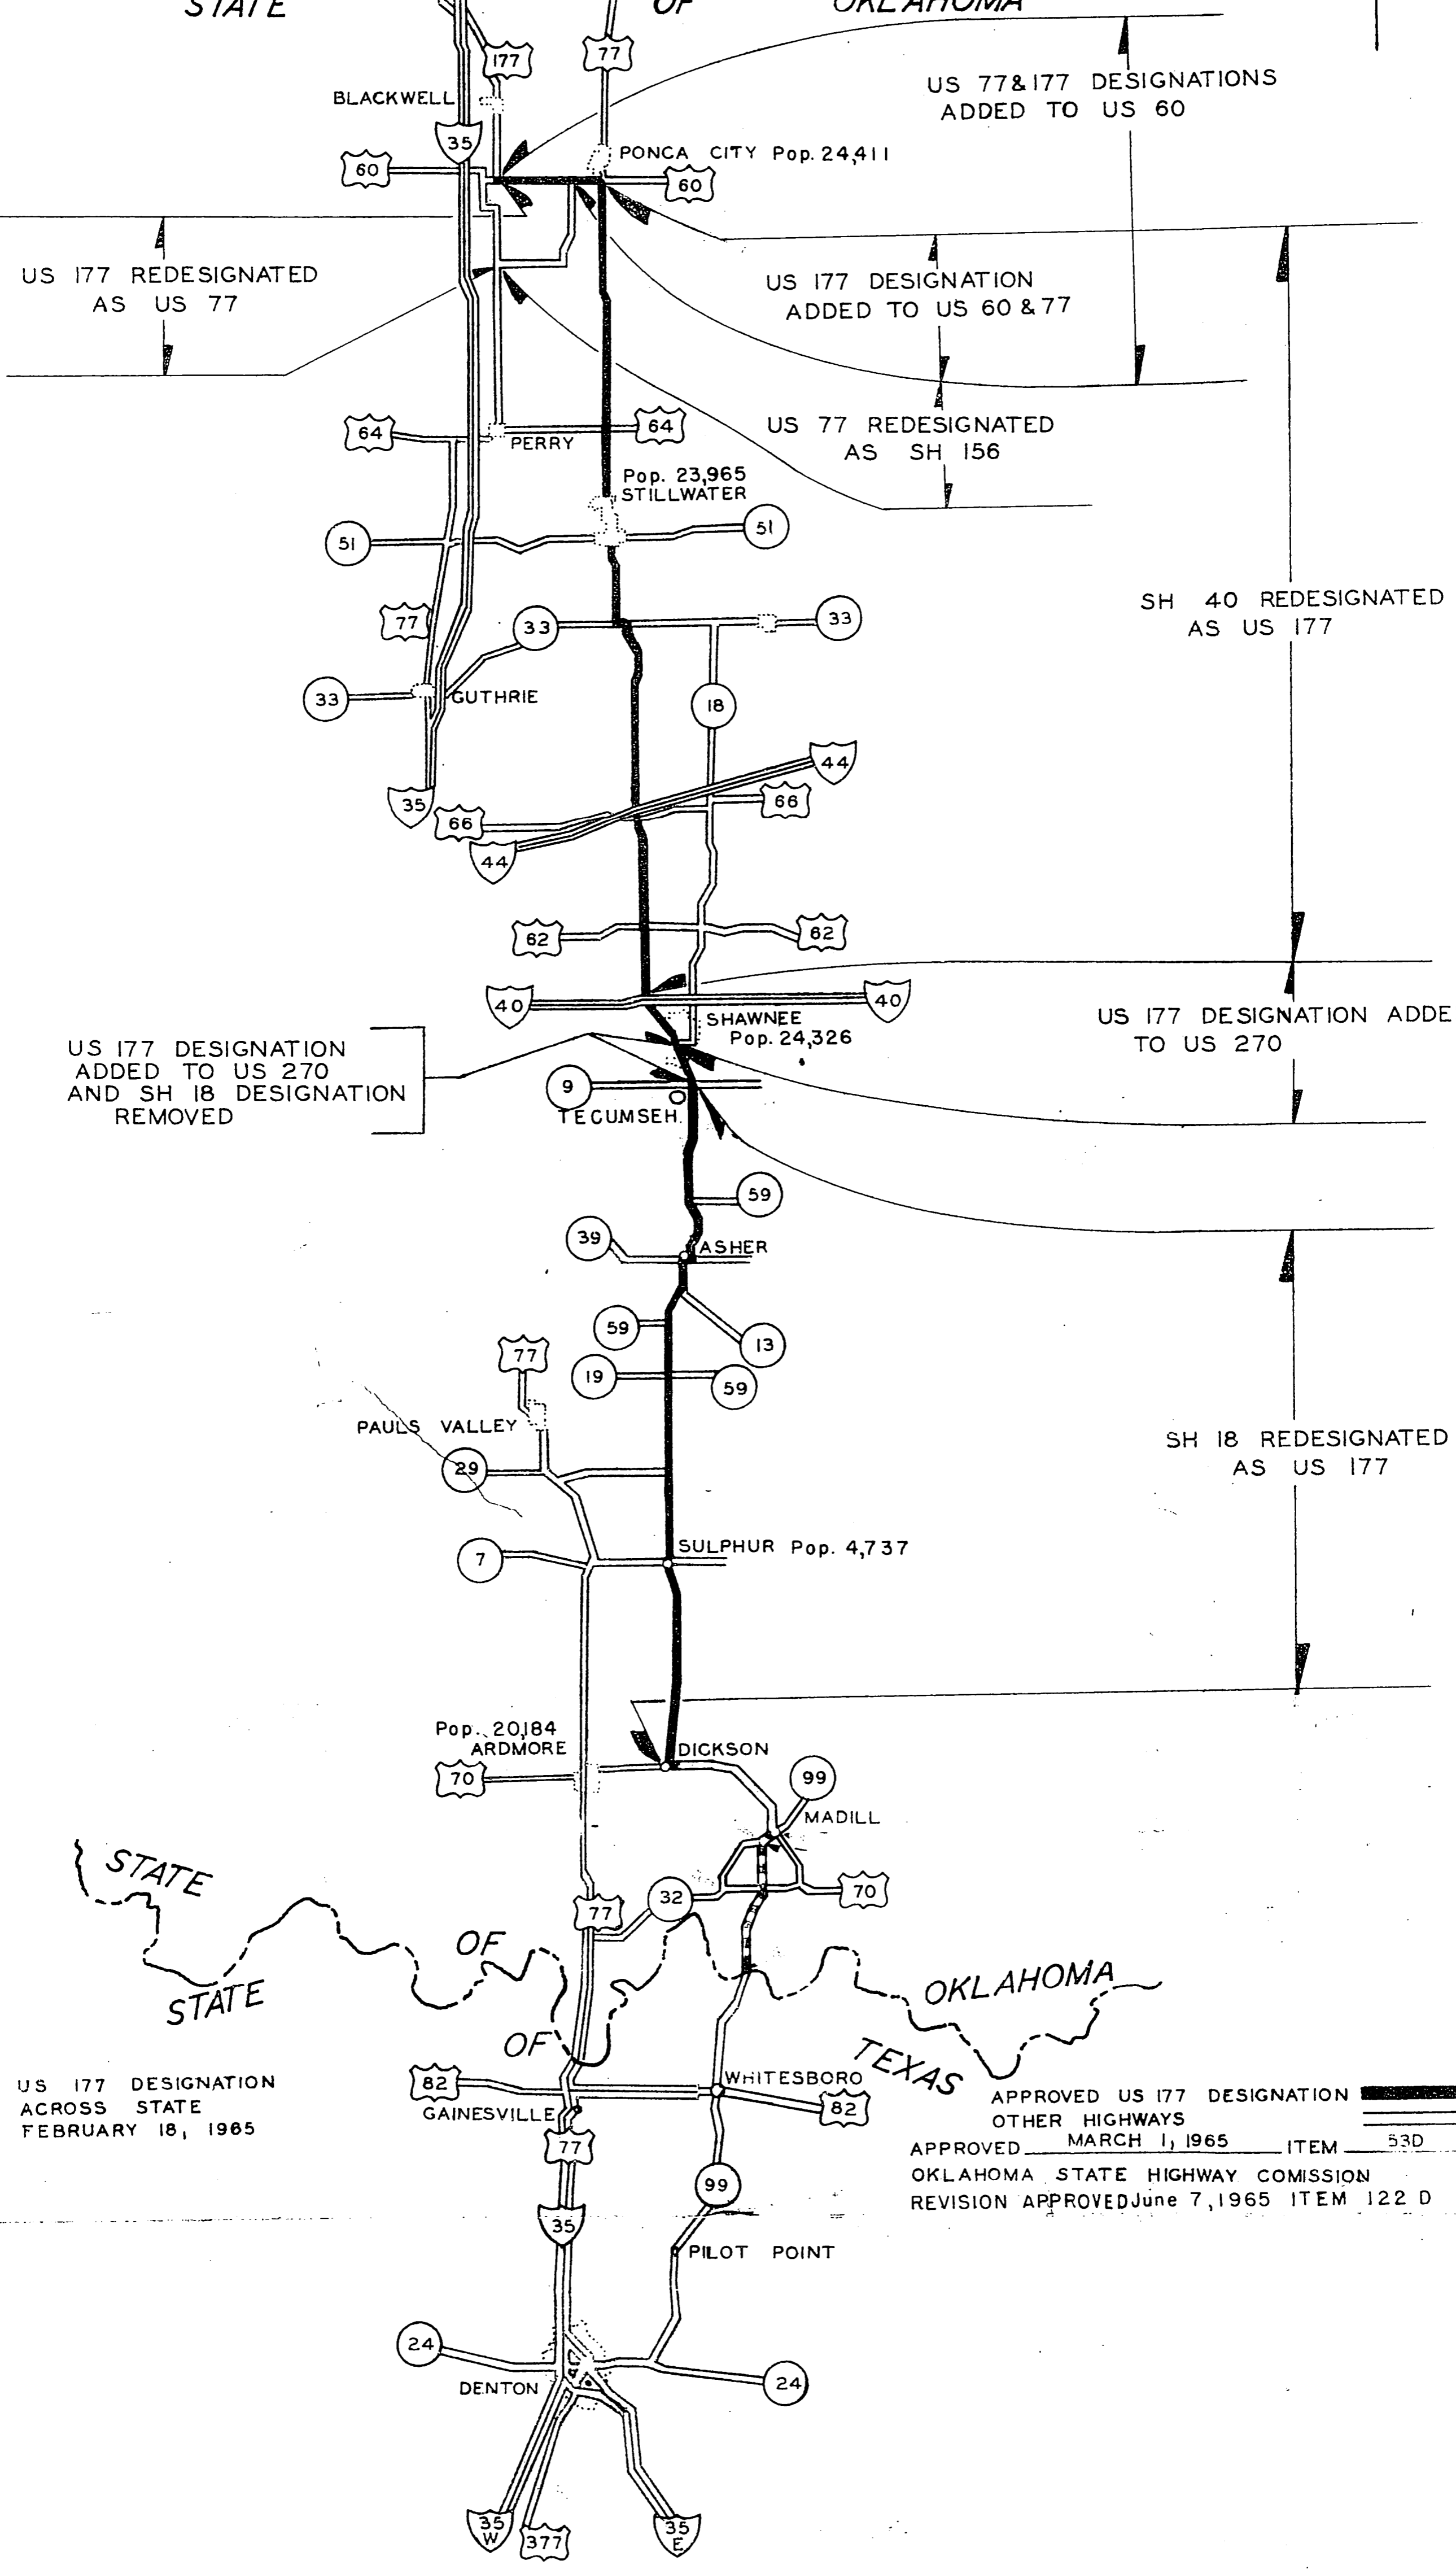 STATE OF OKLAHOMA
177
77
US 77&177 DESIGNATIONS
ADDED TO US 60
BLACKWELL
35
PONCA CITY Pop. 24,411
60
60
US 177 REDESIGNATED
AS US 77
US 177 DESIGNATION
ADDED TO US 60 & 77
US 77 REDESIGNATED
AS SH 156
64
64
PERRY
Pop. 23,965
STILLWATER
51
51
SH 40 REDESIGNATED
AS US 177
77
33
33
33
GUTHRIE
18
44
35
66
66
44
62
62
40
40
SHAWNEE
Pop. 24,326
US 177 DESIGNATION ADDE
TO US 270
US 177 DESIGNATION
ADDED TO US 270
AND SH 18 DESIGNATION
REMOVED
9
TECUMSEH
59
39
ASHER
59
13
77
19
59
PAULS VALLEY
29
SH 18 REDESIGNATED
AS US 177
7
SULPHUR Pop. 4,737
Pop. 20,184
ARDMORE
DICKSON
70
99
MADILL
STATE OF OKLAHOMA
32
70
77
STATE OF TEXAS
82
WHITESBORO
82
GAINESVILLE
77
US 177 DESIGNATION
ACROSS STATE
FEBRUARY 18, 1965
APPROVED US 177 DESIGNATION
OTHER HIGHWAYS
APPROVED MARCH 1, 1965 ITEM 53D
OKLAHOMA STATE HIGHWAY COMISSION
REVISION APPROVED June 7, 1965 ITEM 122 D
99
35
PILOT POINT
24
24
DENTON
35
W
377
35
E